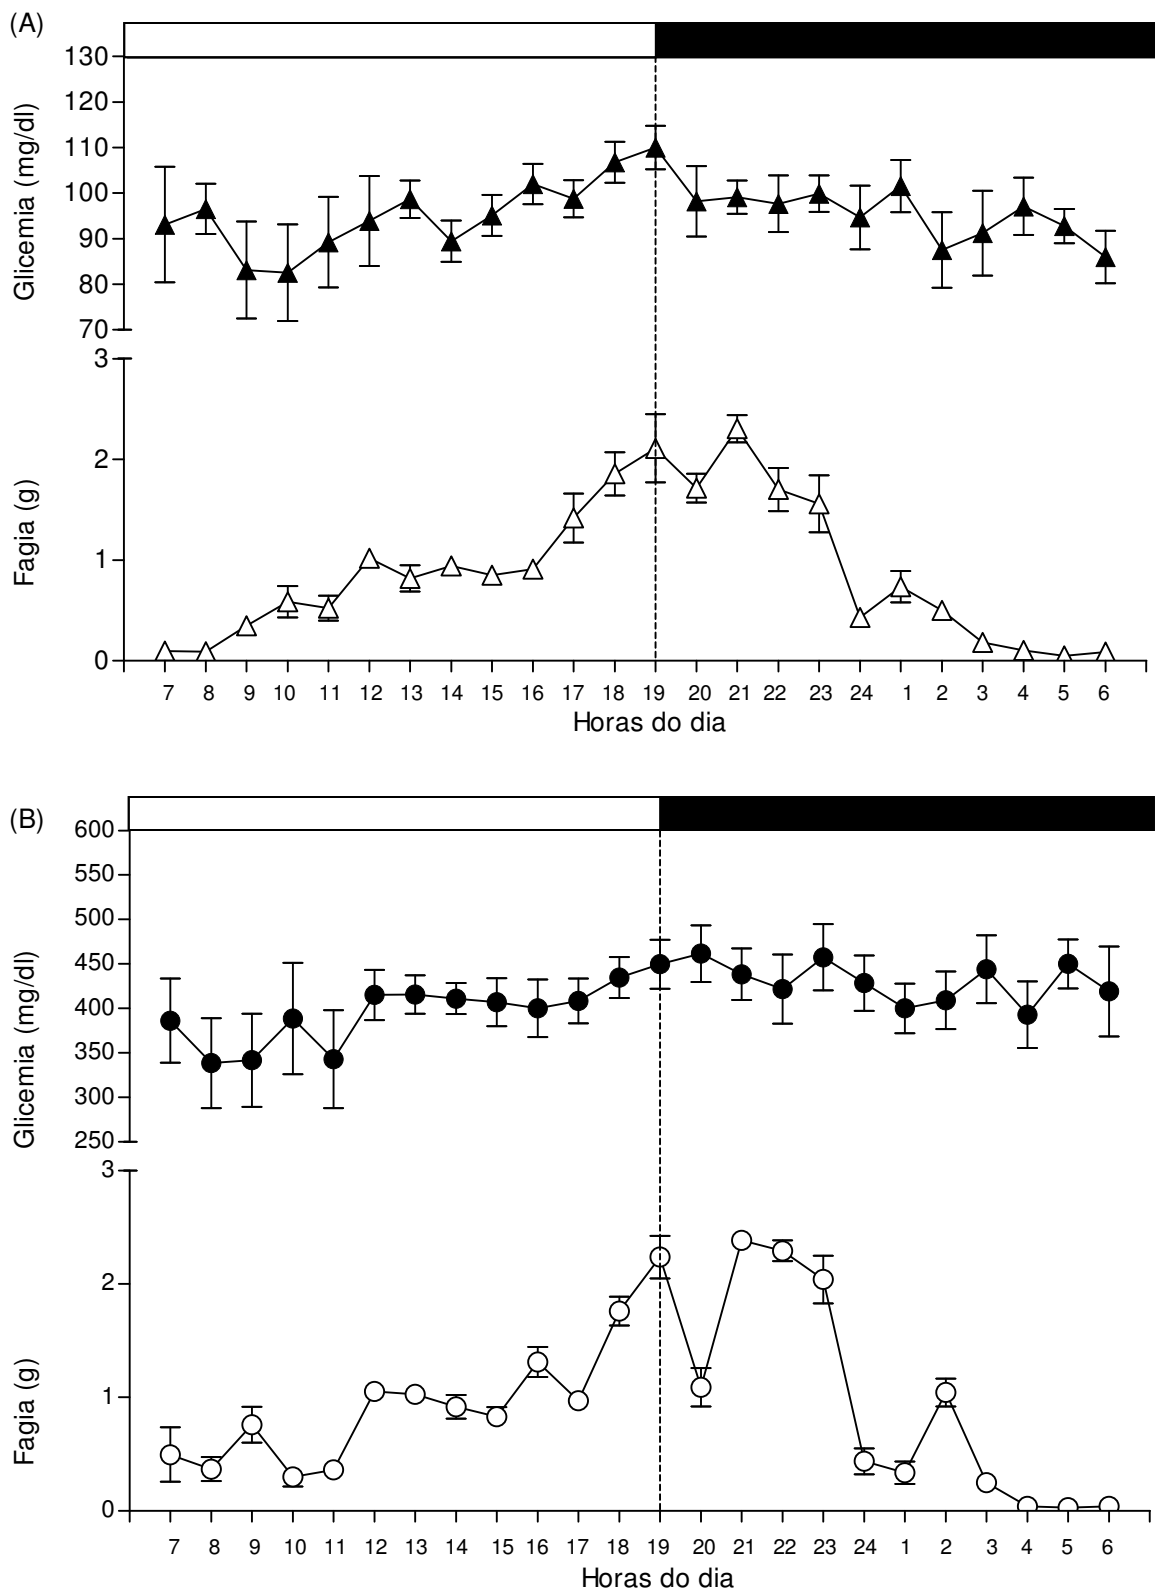 (A)
130
120
110
100
90
80
70
Glicemia (mg/dl)
3
2
1
0
Fagia (g)
7 8 9 10 11 12 13 14 15 16 17 18 19 20 21 22 23 24 1 2 3 4 5 6
Horas do dia
(B)
600
550
500
450
400
350
300
250
Glicemia (mg/dl)
3
2
1
0
Fagia (g)
7 8 9 10 11 12 13 14 15 16 17 18 19 20 21 22 23 24 1 2 3 4 5 6
Horas do dia